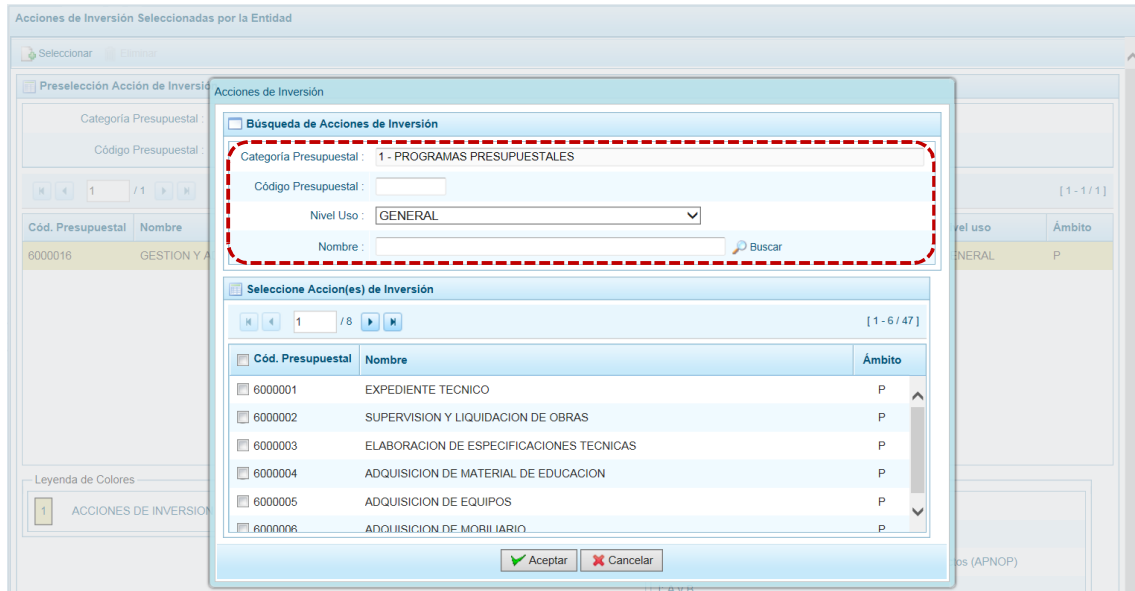 Acciones de Inversión Seleccionadas por la Entidad
Seleccionar Eliminar
Preselección Acción de Inversió
Categoría Presupuestal :
Código Presupuestal :
1 / 1 [ 1 - 1 / 1 ]
Cód. Presupuestal Nombre vel uso Ámbito
6000016 GESTION Y A ENERAL P
Leyenda de Colores
1 ACCIONES DE INVERSION
tos (APNOP)
Acciones de Inversión
Búsqueda de Acciones de Inversión
Categoría Presupuestal : 1 - PROGRAMAS PRESUPUESTALES
Código Presupuestal :
Nivel Uso : GENERAL
Nombre : Buscar
Seleccione Accion(es) de Inversión
1 / 8 [ 1 - 6 / 47 ]
Cód. Presupuestal Nombre Ámbito
6000001 EXPEDIENTE TECNICO P
6000002 SUPERVISION Y LIQUIDACION DE OBRAS P
6000003 ELABORACION DE ESPECIFICACIONES TECNICAS P
6000004 ADQUISICION DE MATERIAL DE EDUCACION P
6000005 ADQUISICION DE EQUIPOS P
6000006 ADQUISICION DE MOBILIARIO P
Aceptar Cancelar